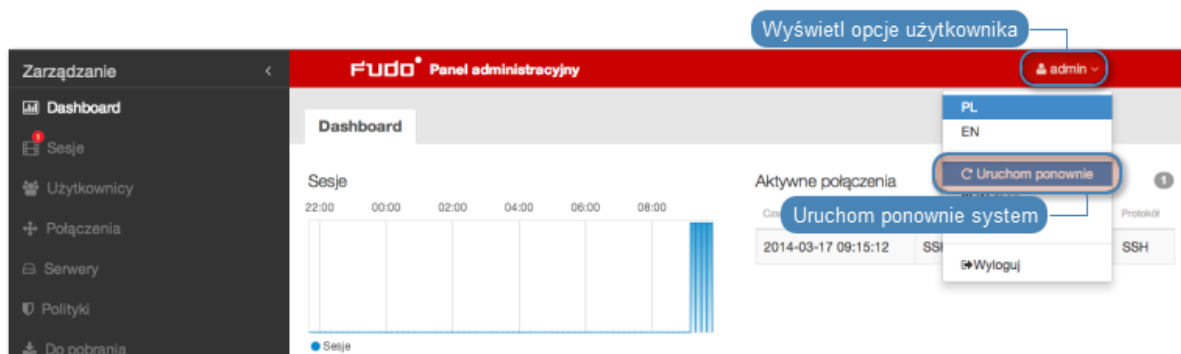 Wyświetl opcje użytkownika
Zarządzanie
FUDO Panel administracyjny
admin
Dashboard
Sesje
1
Użytkownicy
Połączenia
Serwery
Polityki
Do pobrania
Dashboard
PL
EN
Uruchom ponownie
Wyloguj
Uruchom ponownie system
Sesje
22:00 00:00 02:00 04:00 06:00 08:00
Sesje
Aktywne połączenia
1
Protokół
2014-03-17 09:15:12 SSH